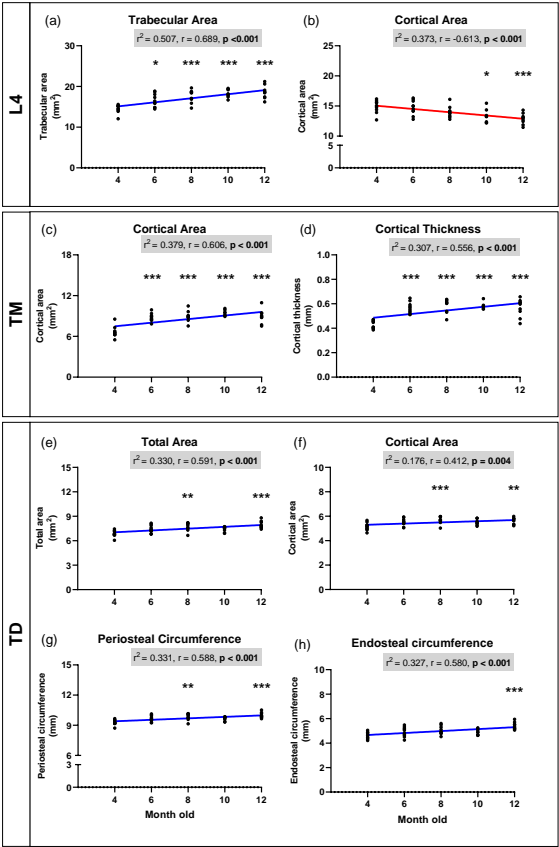 L4
(a)
Trabecular Area
r² = 0.507, r = 0.689, p <0.001
* *** *** ***
Trabecular area
(mm²)
30
20
10
0
4 6 8 10 12
(b)
Cortical Area
r² = 0.373, r = -0.613, p < 0.001
* ***
Cortical area
(mm²)
25
20
15
10
5
0
4 6 8 10 12
TM
(c)
Cortical Area
r² = 0.379, r = 0.606, p < 0.001
*** *** *** ***
Cortical area
(mm²)
18
12
6
0
4 6 8 10 12
(d)
Cortical Thickness
r² = 0.307, r = 0.556, p < 0.001
*** *** *** ***
Cortical thickness
(mm)
1.0
0.8
0.6
0.4
0.2
0.0
4 6 8 10 12
TD
(e)
Total Area
r² = 0.330, r = 0.591, p < 0.001
** ***
Total area
(mm²)
15
12
9
6
3
0
4 6 8 10 12
(f)
Cortical Area
r² = 0.176, r = 0.412, p = 0.004
*** **
Cortical area
(mm²)
10
8
6
4
2
0
4 6 8 10 12
(g)
Periosteal Circumference
r² = 0.331, r = 0.588, p < 0.001
** ***
Periosteal circumference
(mm)
15
12
9
6
3
0
4 6 8 10 12
Month old
(h)
Endosteal circumference
r² = 0.327, r = 0.580, p < 0.001
***
Endosteal circumference
(mm)
10
8
6
4
2
0
4 6 8 10 12
Month old